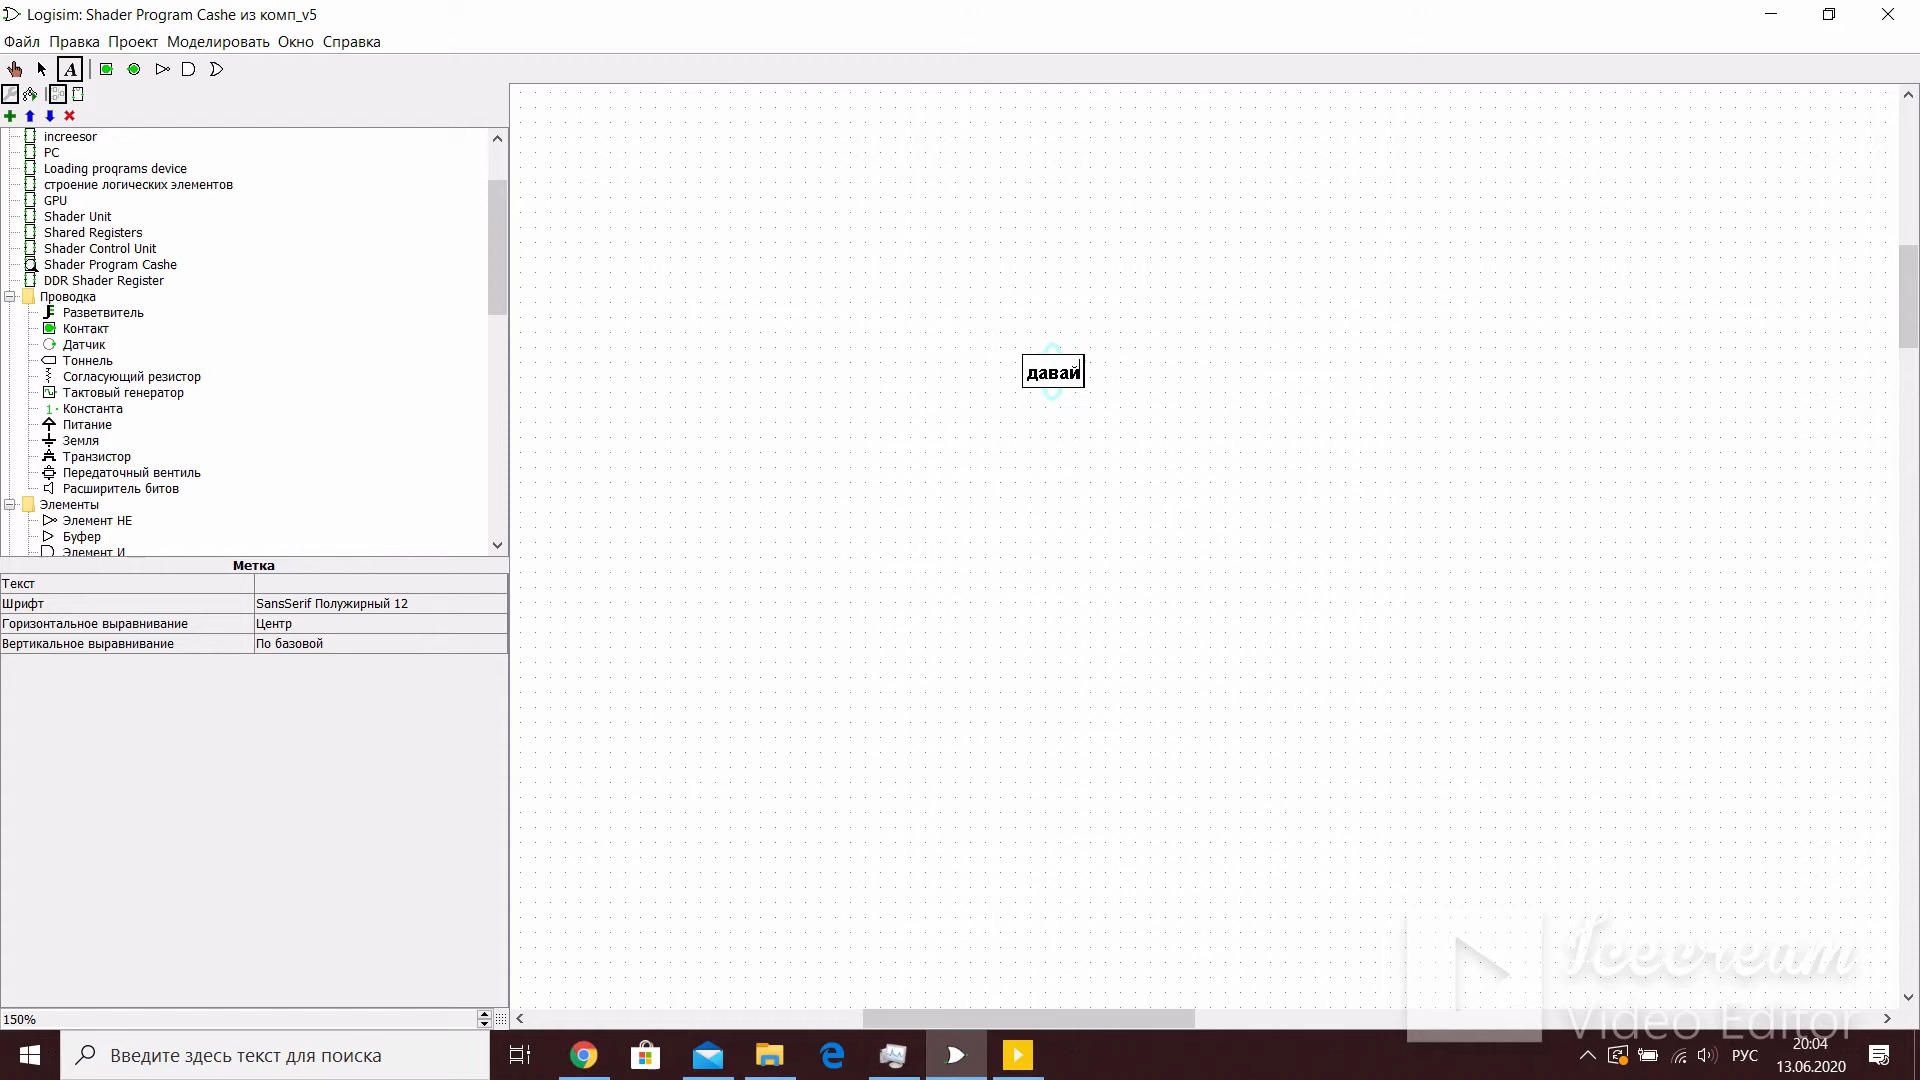 Logisim: Shader Program Cashe из комп_v5
Файл Правка Проект Моделировать Окно Справка
A
increesor
PC
Loading programs device
строение логических элементов
GPU
Shader Unit
Shared Registers
Shader Control Unit
Shader Program Cashe
DDR Shader Register
Проводка
Разветвитель
Контакт
Датчик
Тоннель
Согласующий резистор
Тактовый генератор
Константа
Питание
Земля
Транзистор
Передаточный вентиль
Расширитель битов
Элементы
Элемент НЕ
Буфер
Элемент И
давай
Метка
Текст
Шрифт SansSerif Полужирный 12
Горизонтальное выравнивание Центр
Вертикальное выравнивание По базовой
150%
Icecream
Video Editor
Введите здесь текст для поиска
РУС
20:04
13.06.2020